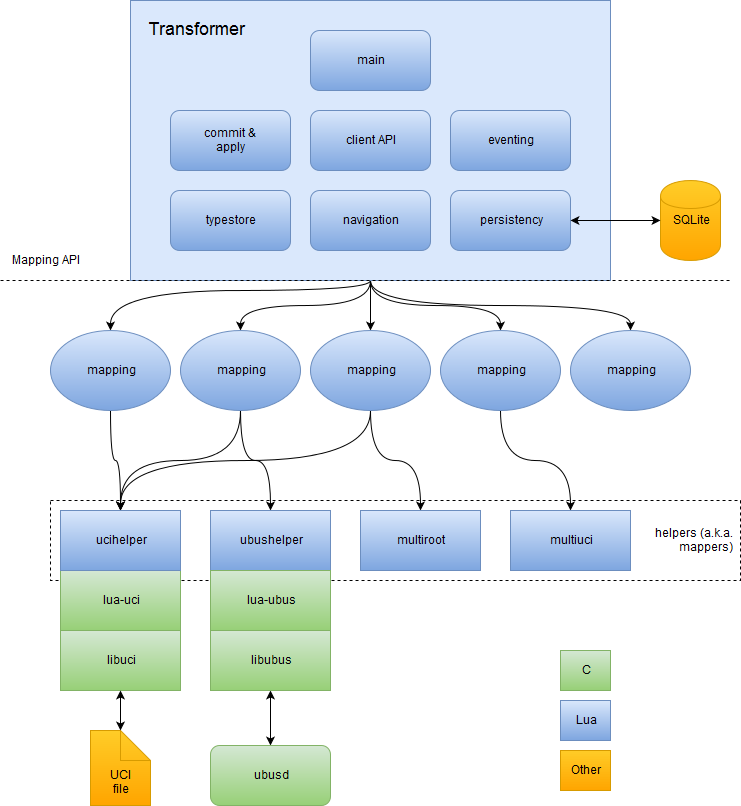 Transformer
main
commit &
apply
client API
eventing
typestore
navigation
persistency
SQLite
Mapping API
mapping
mapping
mapping
mapping
mapping
ucihelper
ubushelper
multiroot
multiuci
helpers (a.k.a.
mappers)
lua-uci
lua-ubus
libuci
libubus
C
Lua
Other
UCI
file
ubusd